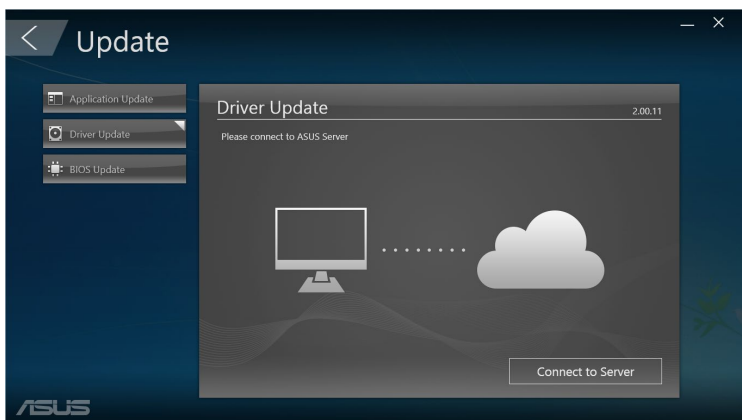 Update
Application Update
Driver Update
BIOS Update
Driver Update
2.00.11
Please connect to ASUS Server
Connect to Server
ASUS